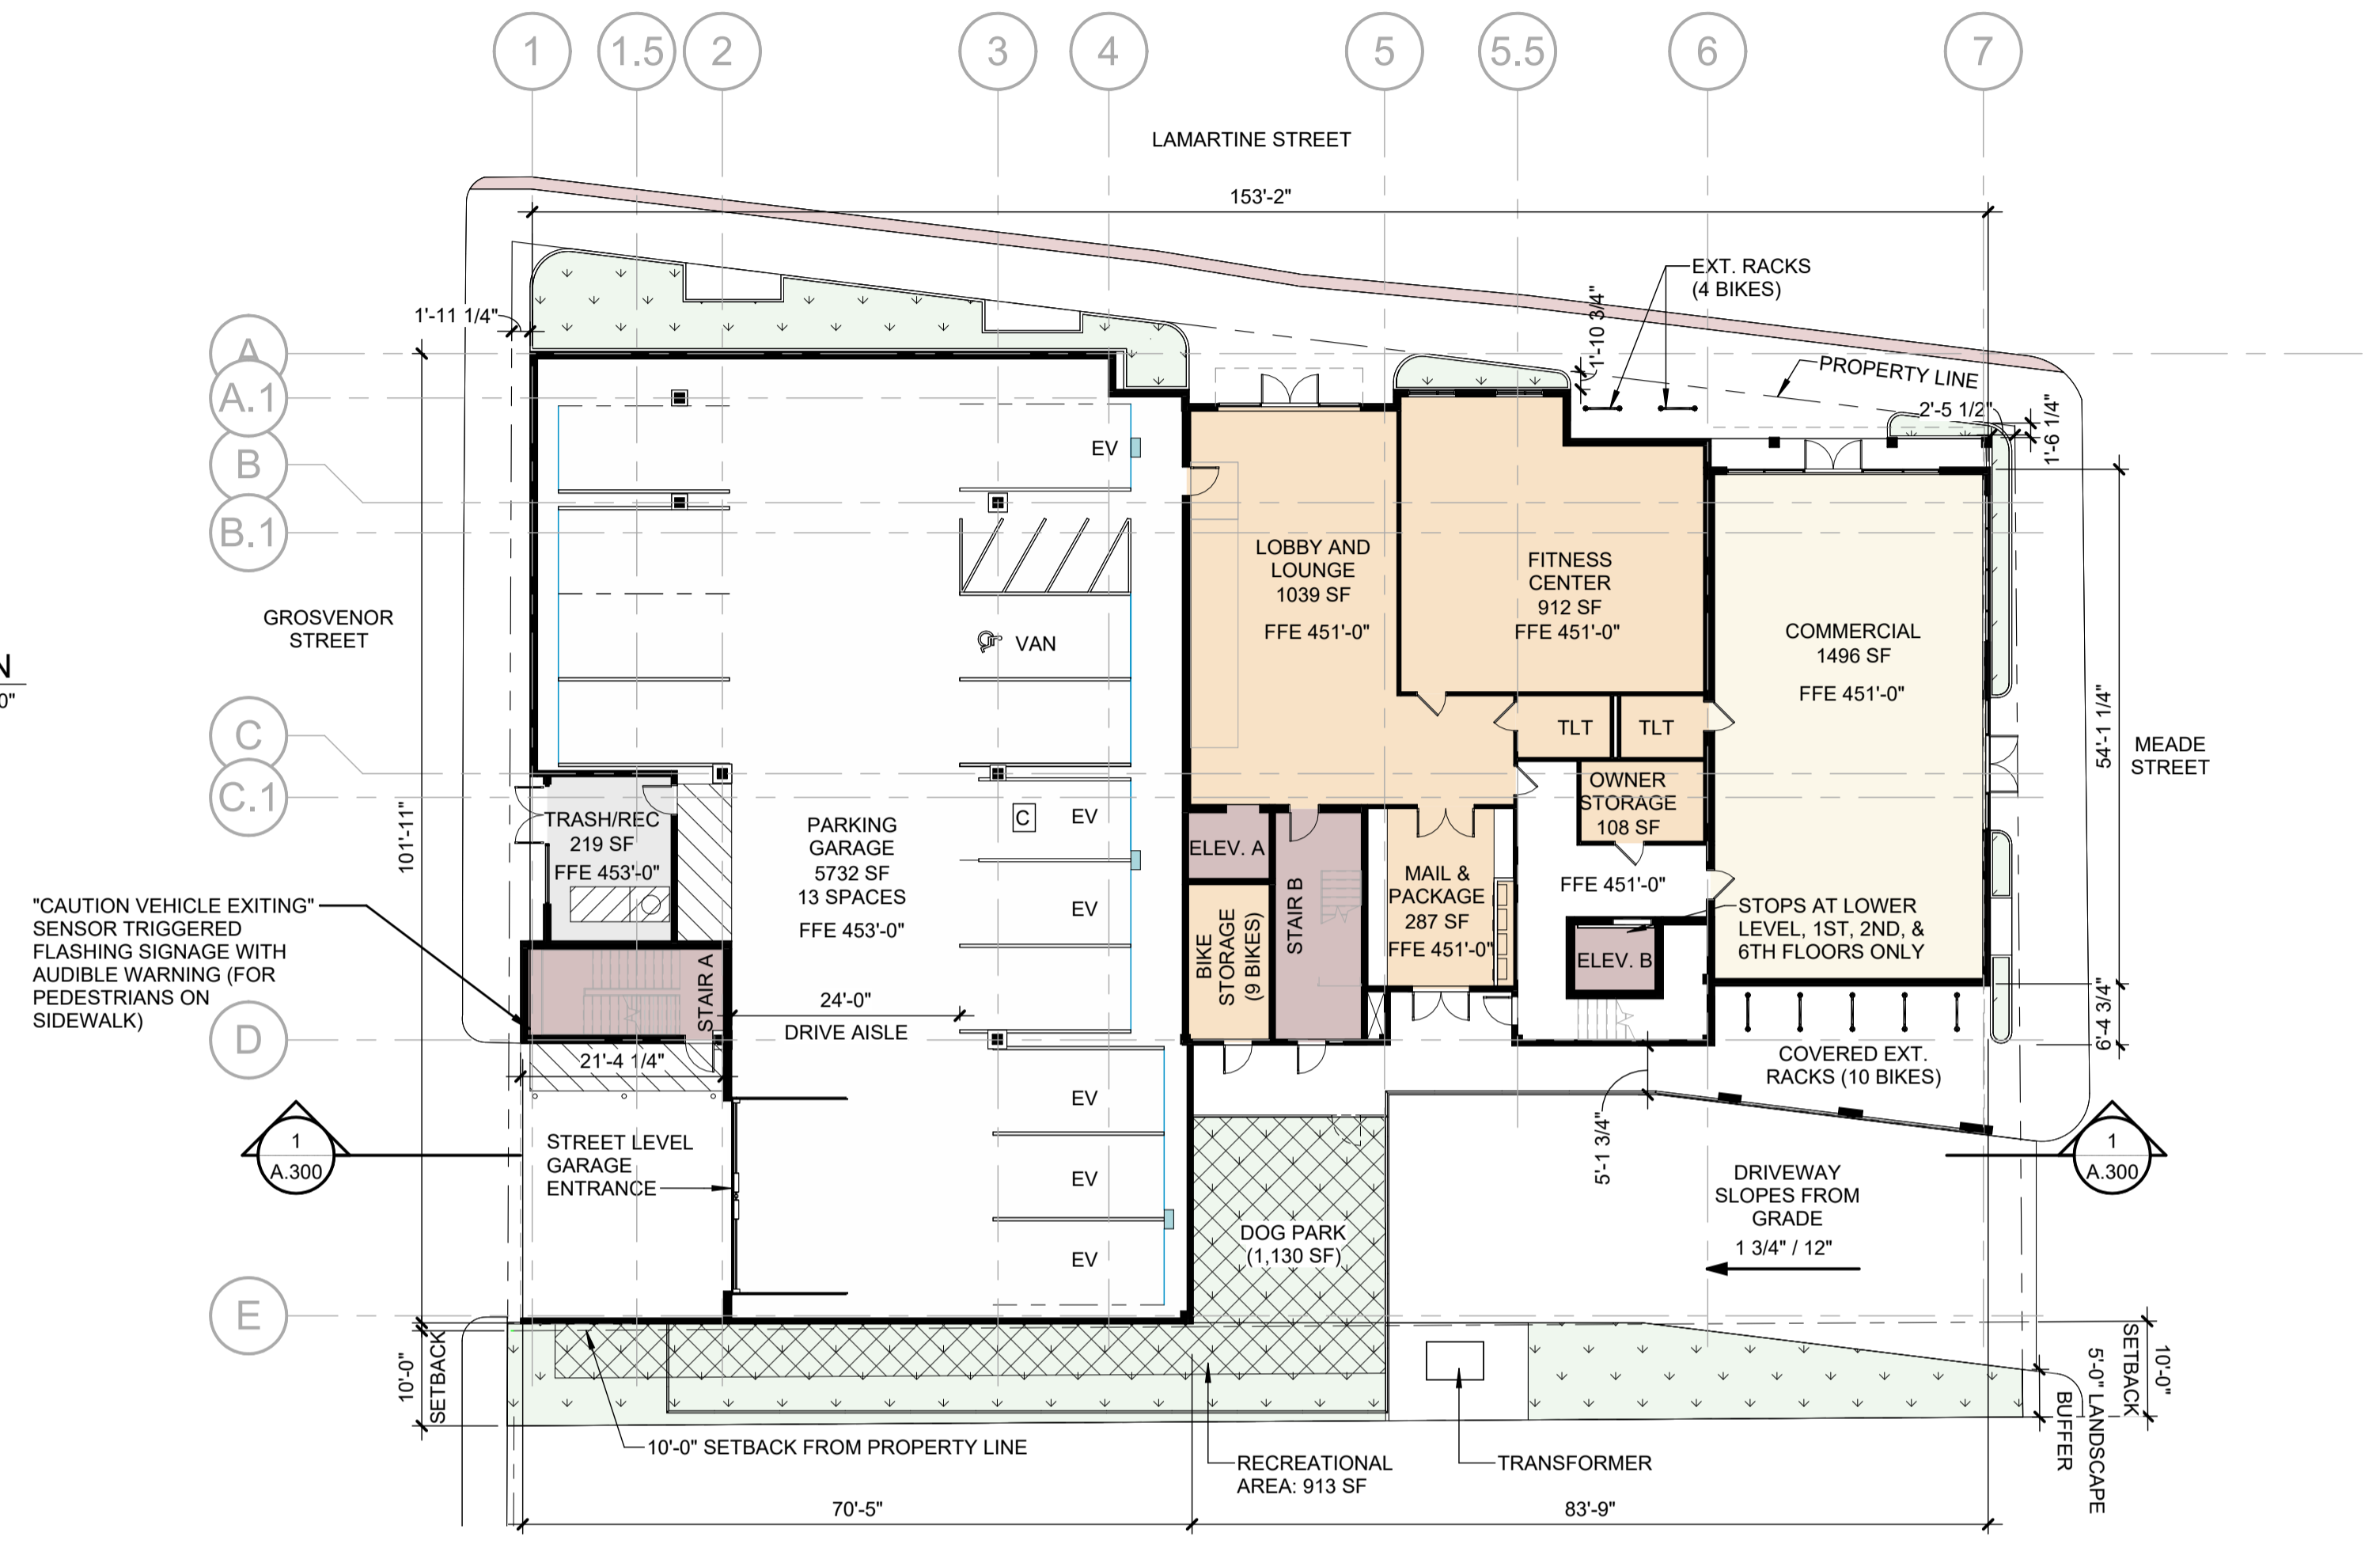 1
1.5
2
3
4
5
5.5
6
7
LAMARTINE STREET
153'-2"
EXT. RACKS
(4 BIKES)
1'-11 1/4"
1'-10 3/4"
PROPERTY LINE
2'-5 1/2"
1'-6 1/4"
A
A.1
B
B.1
C
C.1
D
E
EV
LOBBY AND
LOUNGE
1039 SF
FFE 451'-0"
FITNESS
CENTER
912 SF
FFE 451'-0"
GROSVENOR
STREET
N
0"
VAN
COMMERCIAL
1496 SF
FFE 451'-0"
TLT
TLT
54'-1 1/4"
MEADE
STREET
OWNER
STORAGE
108 SF
101'-11"
TRASH/REC
219 SF
FFE 453'-0"
PARKING
GARAGE
5732 SF
13 SPACES
FFE 453'-0"
C
EV
EV
ELEV. A
STAIR B
MAIL &
PACKAGE
287 SF
FFE 451'-0"
FFE 451'-0"
BIKE
STORAGE
(9 BIKES)
STOPS AT LOWER
LEVEL, 1ST, 2ND, &
6TH FLOORS ONLY
ELEV. B
"CAUTION VEHICLE EXITING"
SENSOR TRIGGERED
FLASHING SIGNAGE WITH
AUDIBLE WARNING (FOR
PEDESTRIANS ON
SIDEWALK)
STAIR A
24'-0"
DRIVE AISLE
21'-4 1/4"
6'-4 3/4"
COVERED EXT.
RACKS (10 BIKES)
5'-1 3/4"
1
A.300
STREET LEVEL
GARAGE
ENTRANCE
EV
EV
EV
DOG PARK
(1,130 SF)
DRIVEWAY
SLOPES FROM
GRADE
1 3/4" / 12"
1
A.300
10'-0"
SETBACK
10'-0"
SETBACK
5'-0" LANDSCAPE
BUFFER
10'-0" SETBACK FROM PROPERTY LINE
RECREATIONAL
AREA: 913 SF
TRANSFORMER
70'-5"
83'-9"